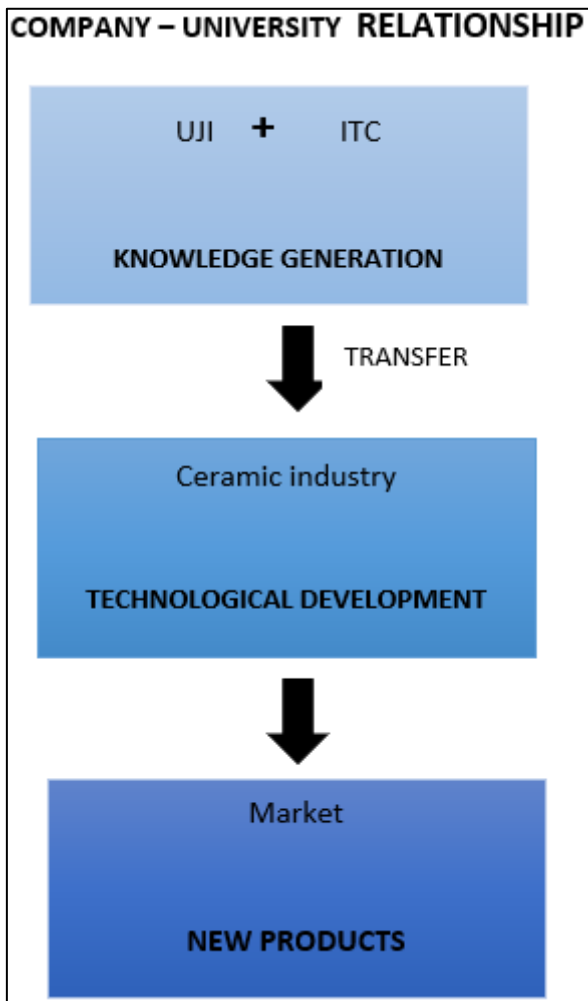 COMPANY – UNIVERSITY RELATIONSHIP
UJI + ITC
KNOWLEDGE GENERATION
TRANSFER
Ceramic industry
TECHNOLOGICAL DEVELOPMENT
Market
NEW PRODUCTS